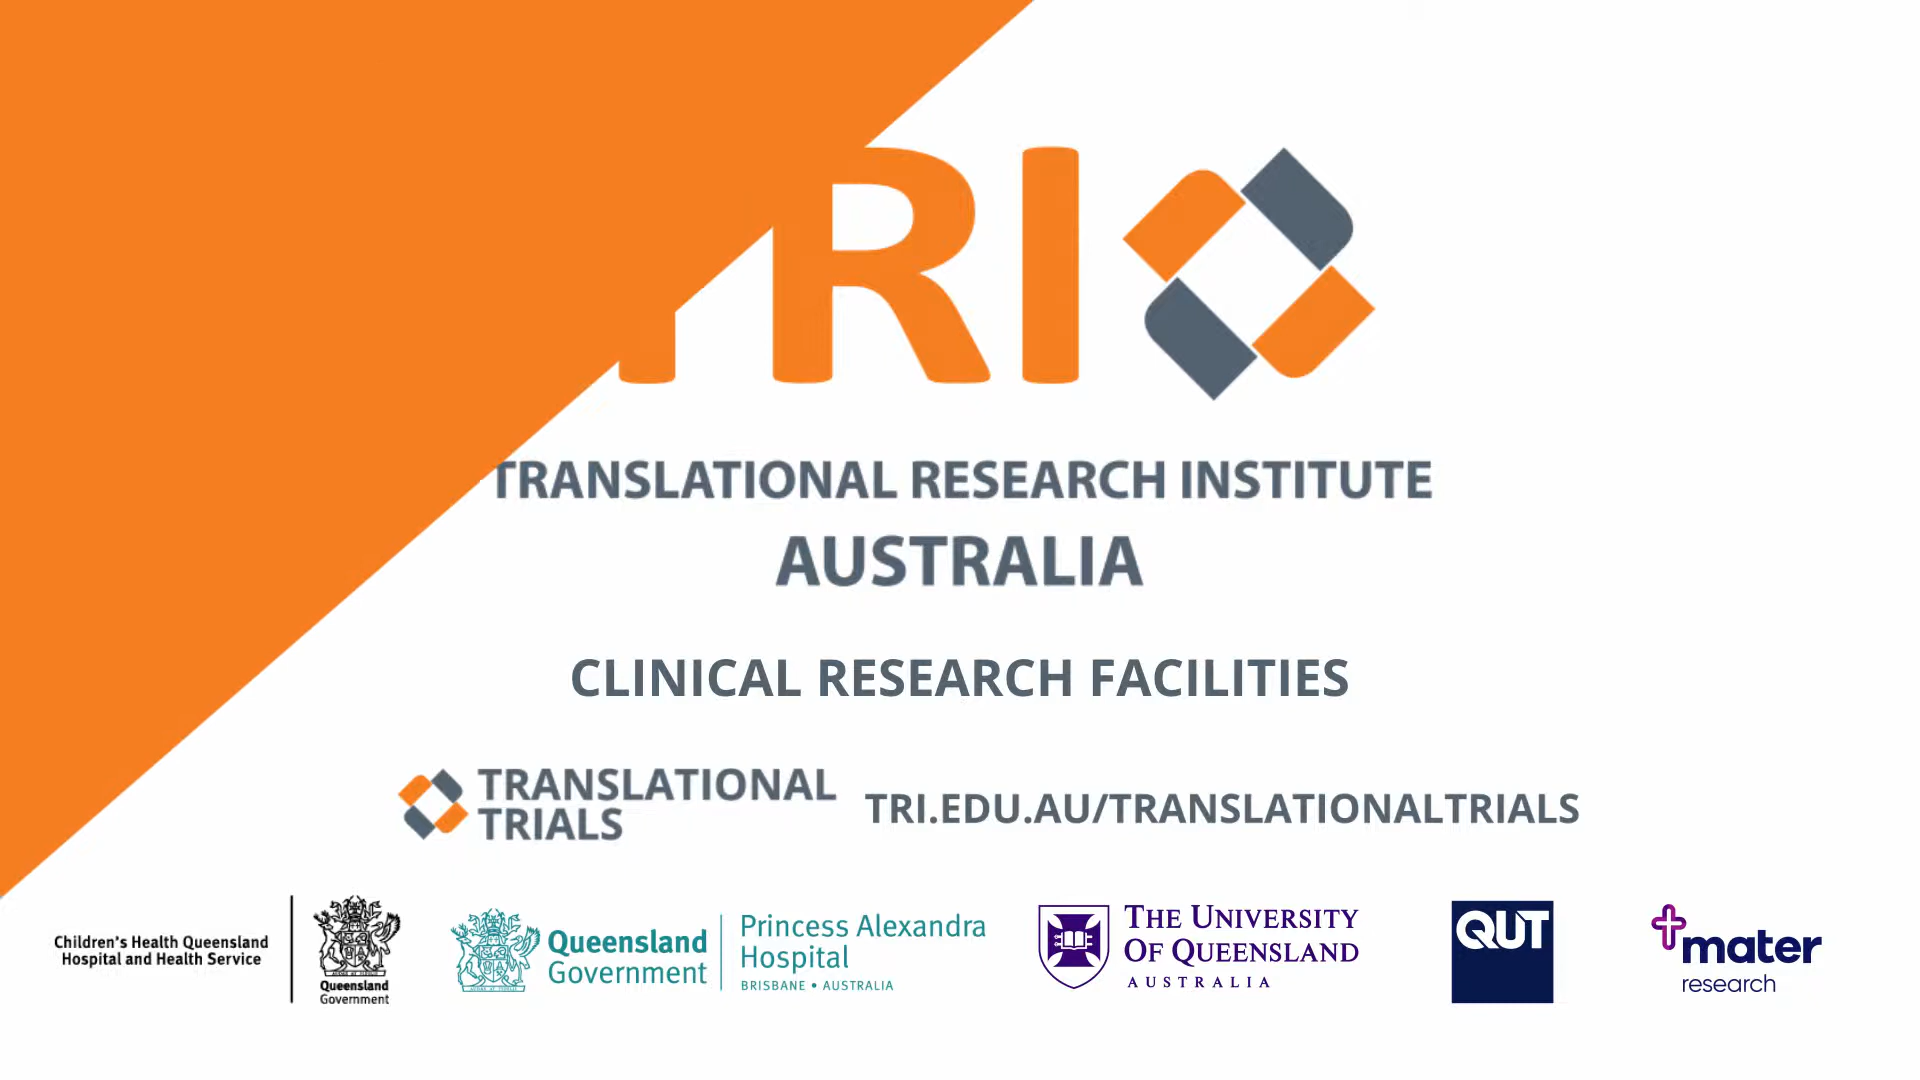 TRI
TRANSLATIONAL RESEARCH INSTITUTE
AUSTRALIA
CLINICAL RESEARCH FACILITIES
TRANSLATIONAL
TRIALS
TRI.EDU.AU/TRANSLATIONALTRIALS
Children's Health Queensland
Hospital and Health Service
Queensland
Government
Queensland
Government
Princess Alexandra
Hospital
BRISBANE • AUSTRALIA
THE UNIVERSITY
OF QUEENSLAND
AUSTRALIA
QUT
mater
research